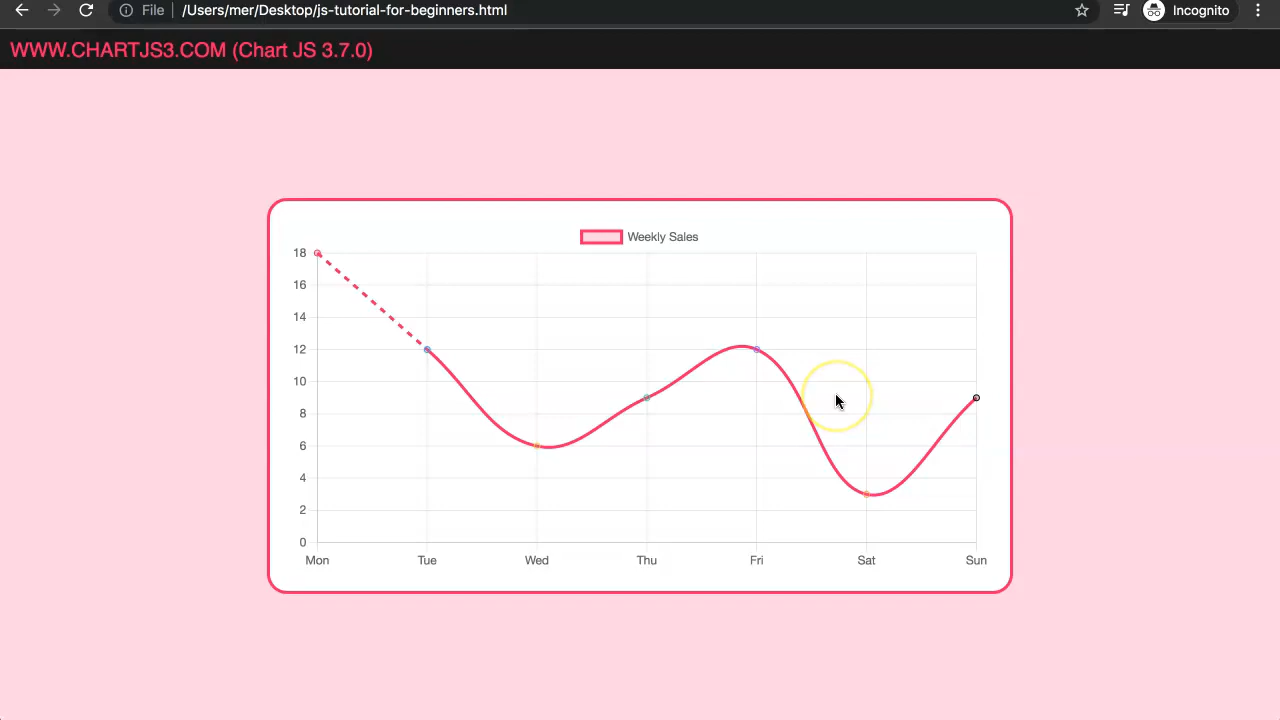 File /Users/mer/Desktop/js-tutorial-for-beginners.html Incognito
WWW.CHARTJS3.COM (Chart JS 3.7.0)
Weekly Sales
18
16
14
12
10
8
6
4
2
0
Mon Tue Wed Thu Fri Sat Sun